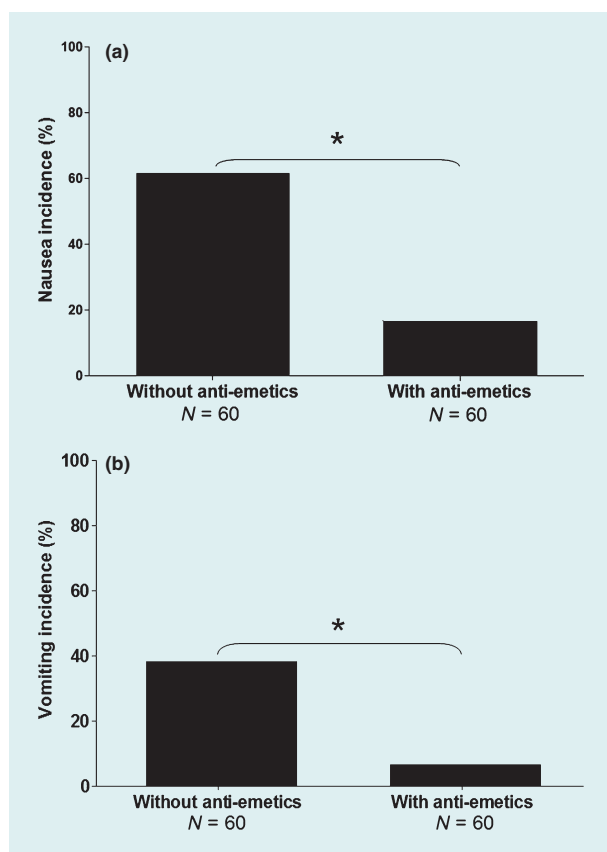 (a)
100
80
60
40
20
0
Nausea incidence (%)
*
Without anti-emetics
N = 60
With anti-emetics
N = 60
(b)
100
80
60
40
20
0
Vomiting incidence (%)
*
Without anti-emetics
N = 60
With anti-emetics
N = 60